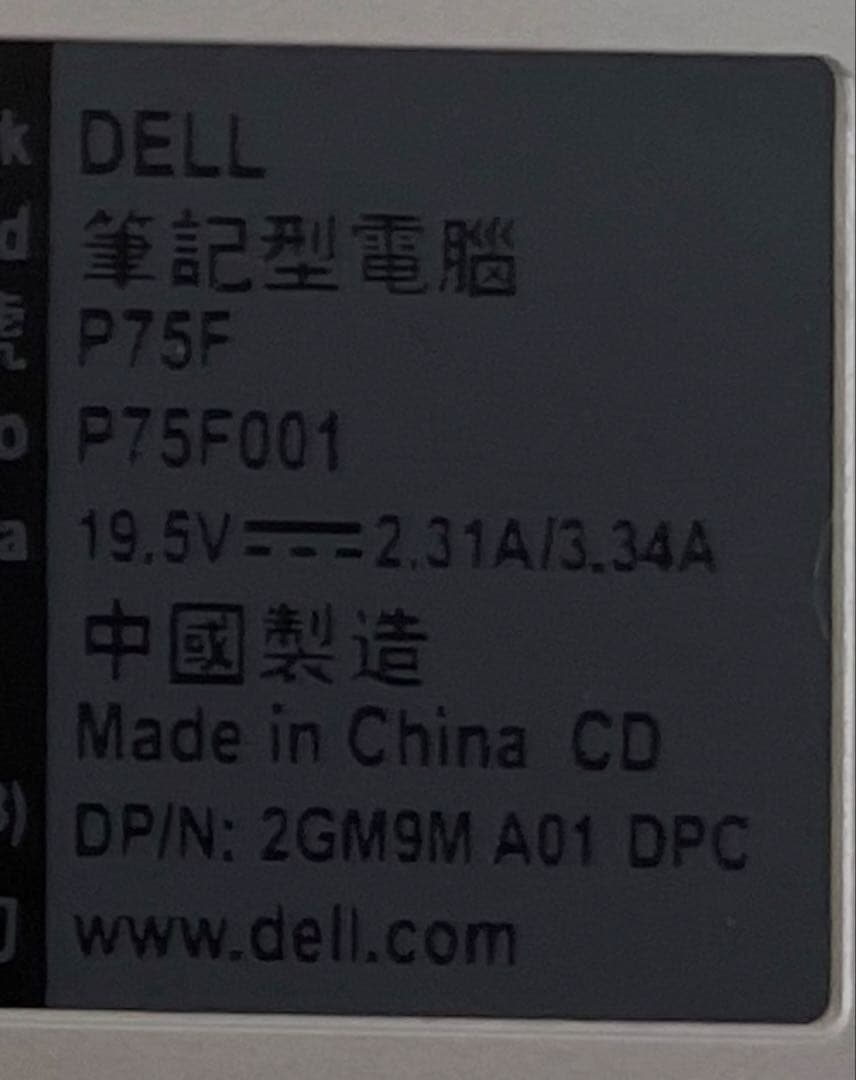 k DELL
d 筆記型電腦
號 P75F
o P75F001
a 19.5V⎓2.31A/3.34A
中國製造
Made in China CD
) DP/N: 2GM9M A01 DPC
www.dell.com